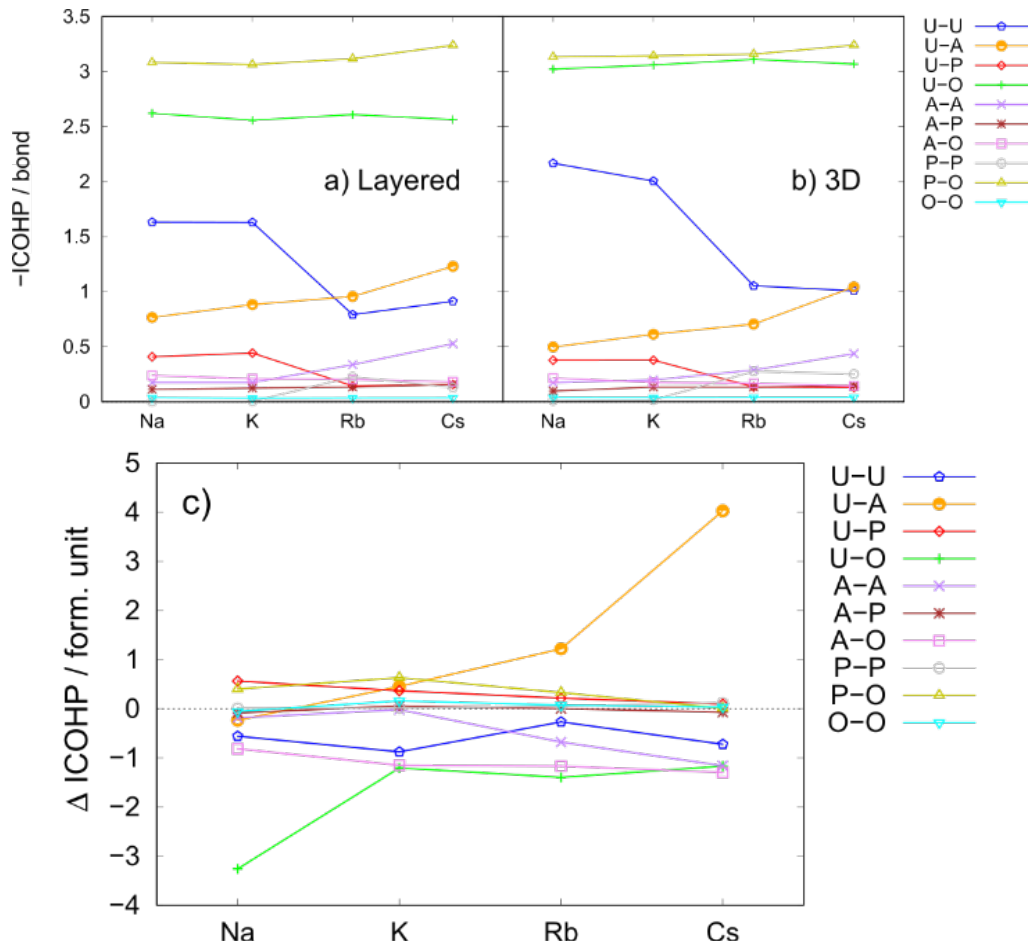 3.5
3
2.5
2
1.5
1
0.5
0
−ICOHP / bond
a) Layered
Na K Rb Cs
b) 3D
Na K Rb Cs
U−U
U−A
U−P
U−O
A−A
A−P
A−O
P−P
P−O
O−O
5
4
3
2
1
0
−1
−2
−3
−4
Δ ICOHP / form. unit
c)
Na K Rb Cs
U−U
U−A
U−P
U−O
A−A
A−P
A−O
P−P
P−O
O−O